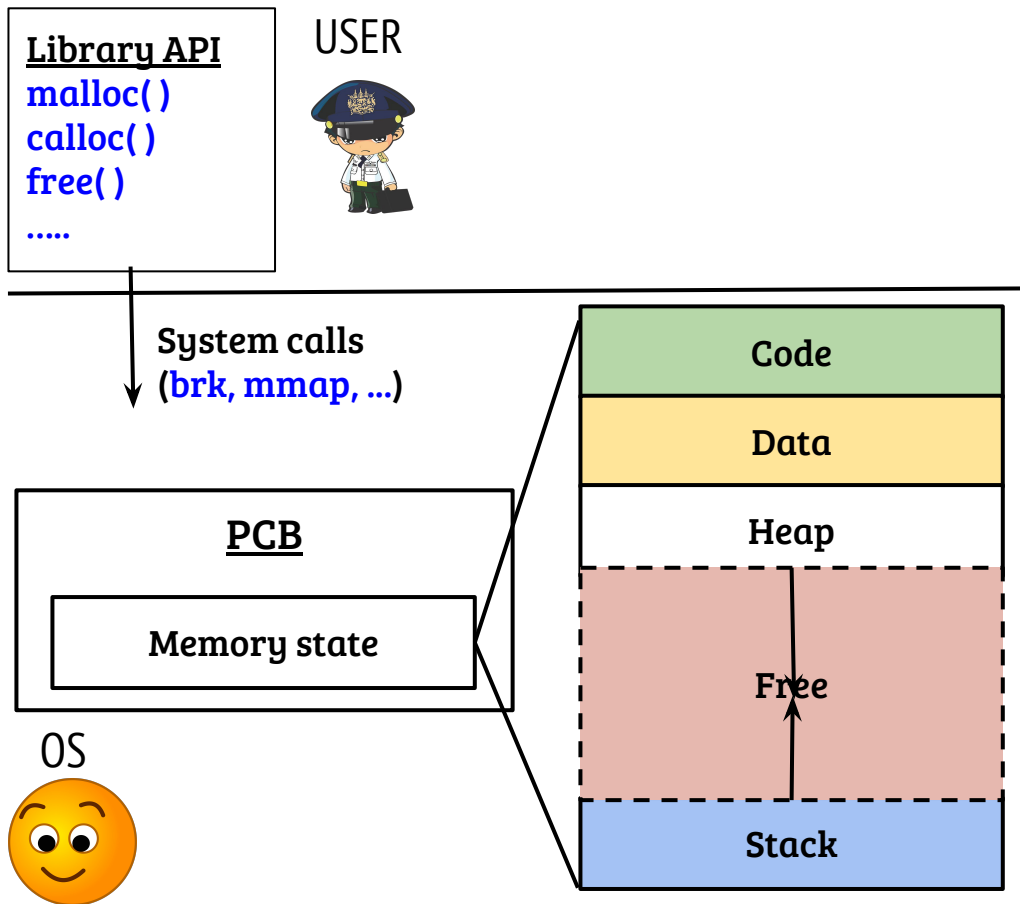 Library API
malloc( )
calloc( )
free( )
.....
USER
System calls
(brk, mmap, ...)
PCB
Memory state
OS
Code
Data
Heap
Free
Stack